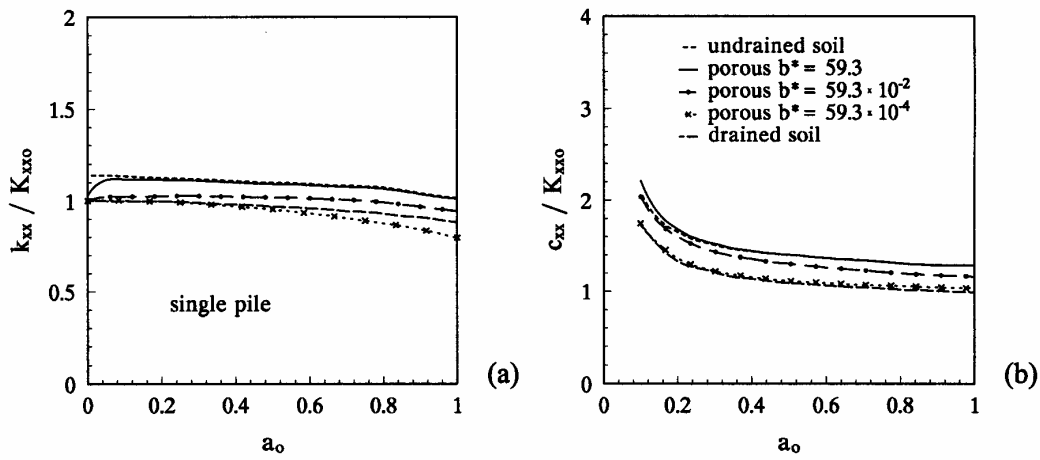 2
1.5
1
0.5
0
k_xx / K_xxo
single pile
0 0.2 0.4 0.6 0.8 1
a_o
(a)
4
3
2
1
0
c_xx / K_xxo
undrained soil
porous b* = 59.3
porous b* = 59.3 · 10^-2
porous b* = 59.3 · 10^-4
drained soil
0 0.2 0.4 0.6 0.8 1
a_o
(b)